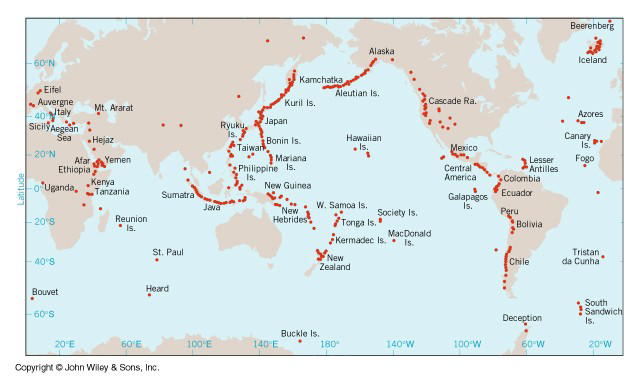 Beerenberg
Alaska
60°N
Iceland
Kamchatka
Eifel
Aleutian Is.
Auvergne
Mt. Ararat
Kuril Is.
Cascade Ra.
Italy
40°N
Azores
Sicily
Aegean
Sea
Ryuku
Is.
Japan
Hejaz
Bonin Is.
Hawaiian
Is.
Canary
Is.
Taiwan
Mexico
20°N
Afar
Yemen
Mariana
Is.
Lesser
Antilles
Fogo
Ethiopia
Philippine
Is.
Central
America
Colombia
Latitude
Uganda
Kenya
New Guinea
0°
Tanzania
Sumatra
Galapagos
Is.
Ecuador
Java
W. Samoa Is.
Society Is.
Peru
Reunion
Is.
New
Hebrides
Tonga Is.
20°S
Bolivia
MacDonald
Is.
Kermadec Is.
St. Paul
Tristan
da Cunha
40°S
New
Zealand
Chile
Bouvet
Heard
South
Sandwich
Is.
60°S
Deception
Buckle Is.
20°E
60°E
100°E
140°E
180°
140°W
100°W
60°W
20°W
Copyright © John Wiley & Sons, Inc.